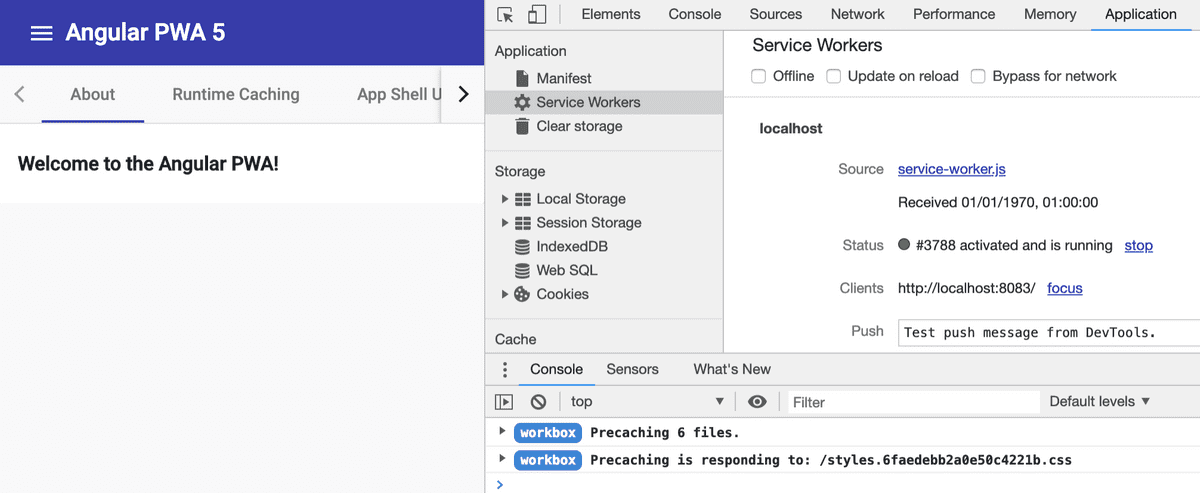 Angular PWA 5
About Runtime Caching App Shell U
Welcome to the Angular PWA!
Elements Console Sources Network Performance Memory Application
Application
Manifest
Service Workers
Clear storage
Storage
Local Storage
Session Storage
IndexedDB
Web SQL
Cookies
Cache
Service Workers
Offline Update on reload Bypass for network
localhost
Source service-worker.js
Received 01/01/1970, 01:00:00
Status #3788 activated and is running stop
Clients http://localhost:8083/ focus
Push Test push message from DevTools.
Console Sensors What's New
top Filter Default levels ▼
workbox Precaching 6 files.
workbox Precaching is responding to: /styles.6faedebb2a0e50c4221b.css